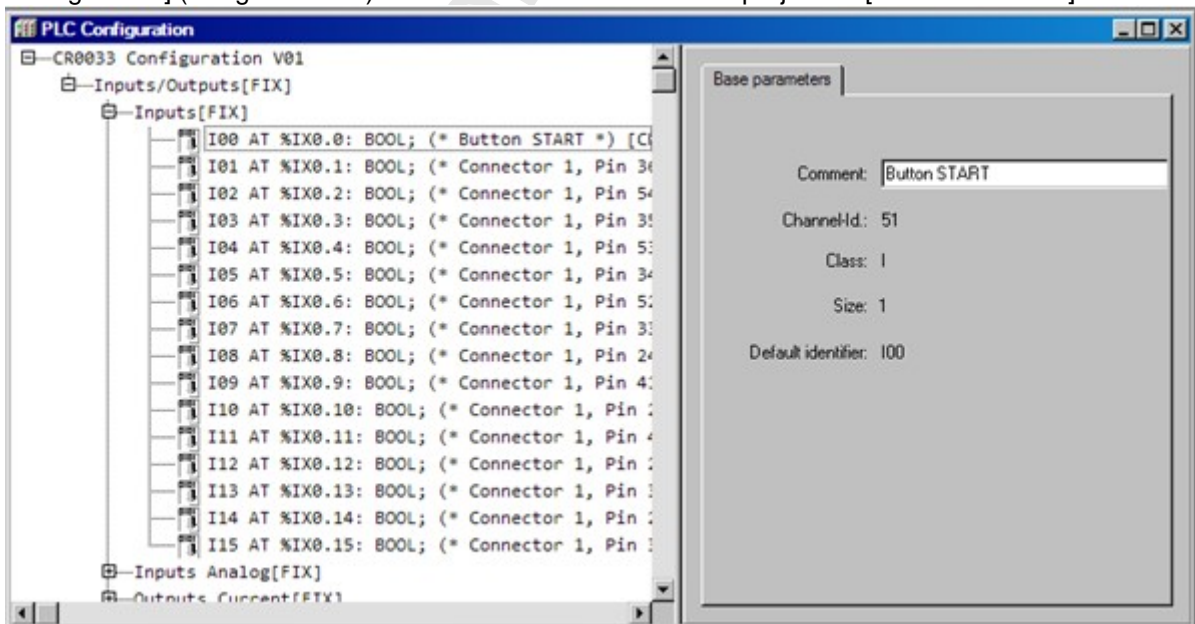 PLC Configuration
CR0033 Configuration V01
Inputs/Outputs[FIX]
Inputs[FIX]
I00 AT %IX0.0: BOOL; (* Button START *)
I01 AT %IX0.1: BOOL; (* Connector 1, Pin
I02 AT %IX0.2: BOOL; (* Connector 1, Pin
I03 AT %IX0.3: BOOL; (* Connector 1, Pin
I04 AT %IX0.4: BOOL; (* Connector 1, Pin
I05 AT %IX0.5: BOOL; (* Connector 1, Pin
I06 AT %IX0.6: BOOL; (* Connector 1, Pin
I07 AT %IX0.7: BOOL; (* Connector 1, Pin
I08 AT %IX0.8: BOOL; (* Connector 1, Pin
I09 AT %IX0.9: BOOL; (* Connector 1, Pin
I10 AT %IX0.10: BOOL; (* Connector 1, Pin
I11 AT %IX0.11: BOOL; (* Connector 1, Pin
I12 AT %IX0.12: BOOL; (* Connector 1, Pin
I13 AT %IX0.13: BOOL; (* Connector 1, Pin
I14 AT %IX0.14: BOOL; (* Connector 1, Pin
I15 AT %IX0.15: BOOL; (* Connector 1, Pin
Inputs Analog[FIX]
Outputs Current[FIX]
Base parameters
Comment: Button START
Channel-Id.: 51
Class: I
Size: 1
Default identifier: I00